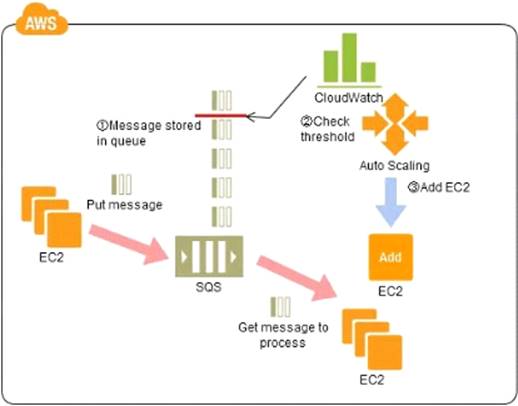 AWS
CloudWatch
①Message stored
in queue
②Check
threshold
Auto Scaling
③Add EC2
Put message
EC2
SQS
Add
EC2
Get message to
process
EC2